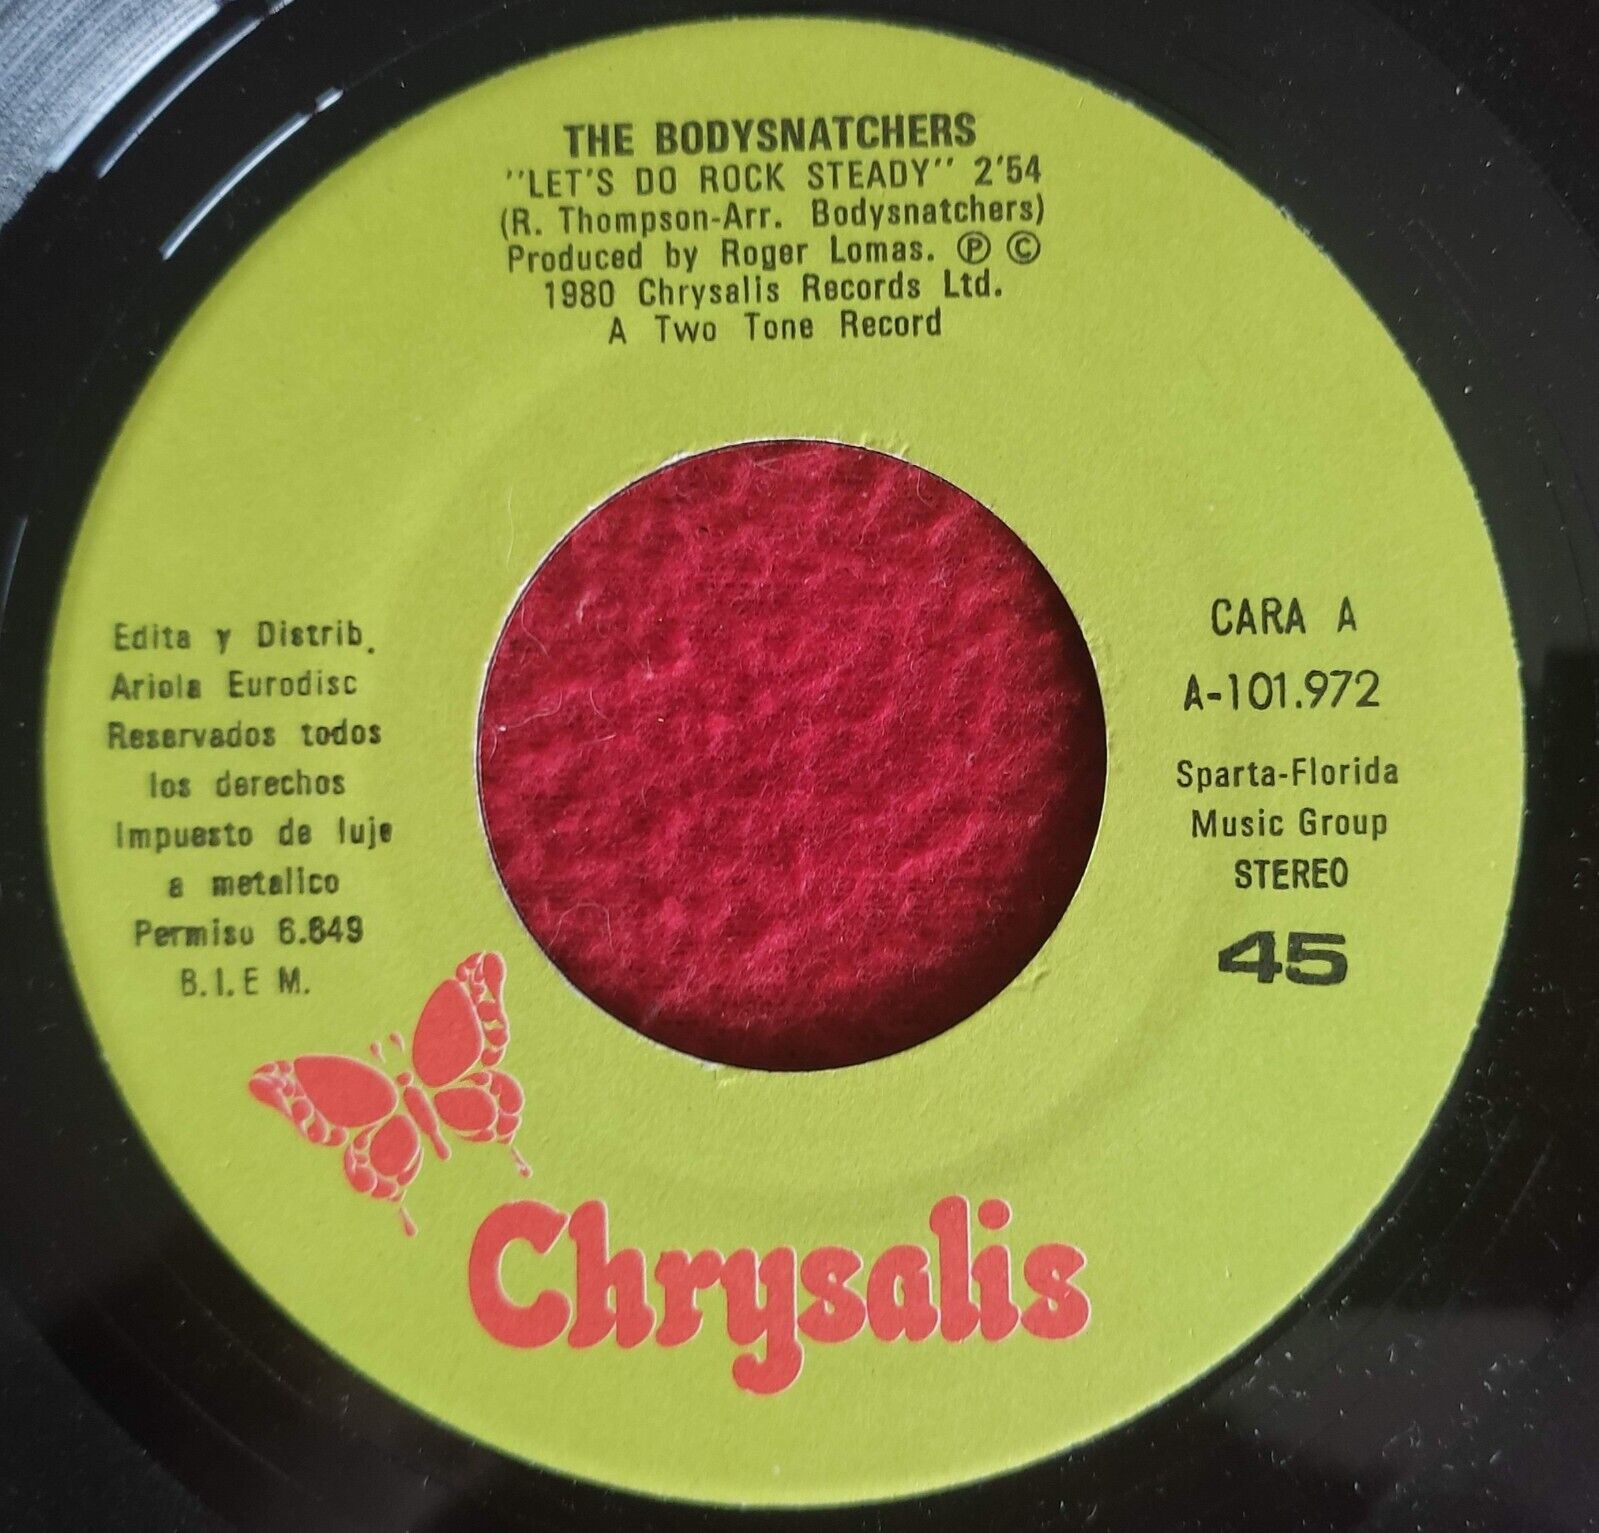 THE BODYSNATCHERS
''LET'S DO ROCK STEADY'' 2'54
(R. Thompson-Arr. Bodysnatchers)
Produced by Roger Lomas. Ⓟ ©
1980 Chrysalis Records Ltd.
A Two Tone Record
Edita y Distrib.
Ariola Eurodisc
Reservados todos
los derechos
Impuesto de luje
a metalico
Permiso 6.849
B.I.E M.
CARA A
A-101.972
Sparta-Florida
Music Group
STEREO
45
Chrysalis